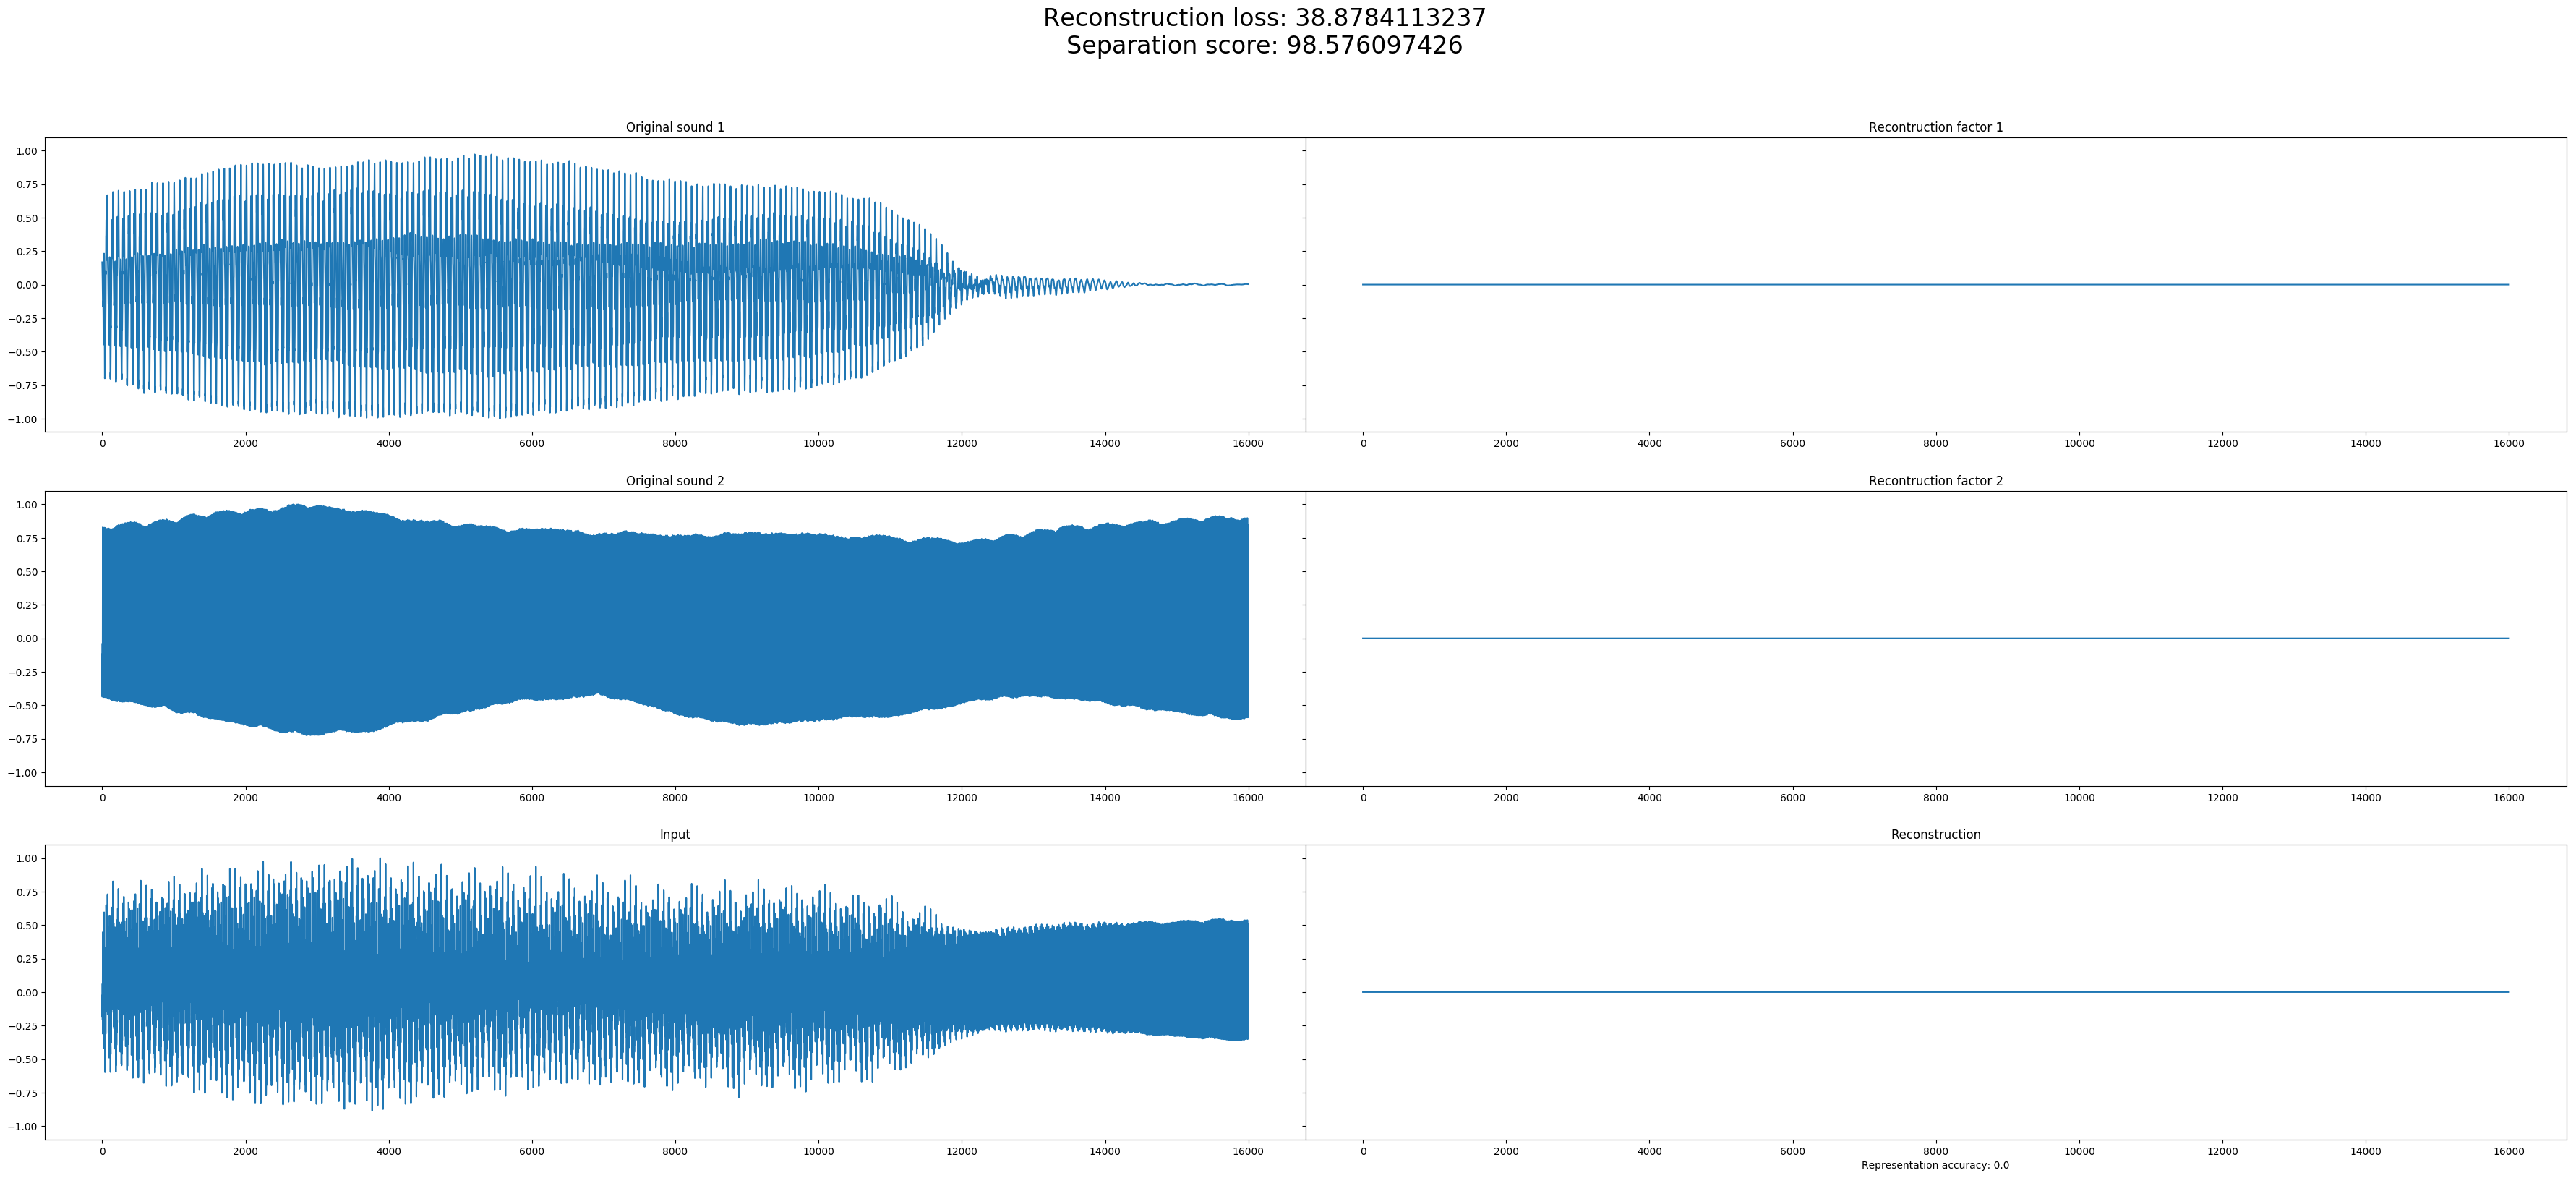 Reconstruction loss: 38.8784113237
Separation score: 98.576097426
Original sound 1
Recontruction factor 1
1.00
0.75
0.50
0.25
0.00
−0.25
−0.50
−0.75
−1.00
0 2000 4000 6000 8000 10000 12000 14000 16000
0 2000 4000 6000 8000 10000 12000 14000 16000
Original sound 2
Recontruction factor 2
1.00
0.75
0.50
0.25
0.00
−0.25
−0.50
−0.75
−1.00
0 2000 4000 6000 8000 10000 12000 14000 16000
0 2000 4000 6000 8000 10000 12000 14000 16000
Input
Reconstruction
1.00
0.75
0.50
0.25
0.00
−0.25
−0.50
−0.75
−1.00
0 2000 4000 6000 8000 10000 12000 14000 16000
0 2000 4000 6000 8000 10000 12000 14000 16000
Representation accuracy: 0.0